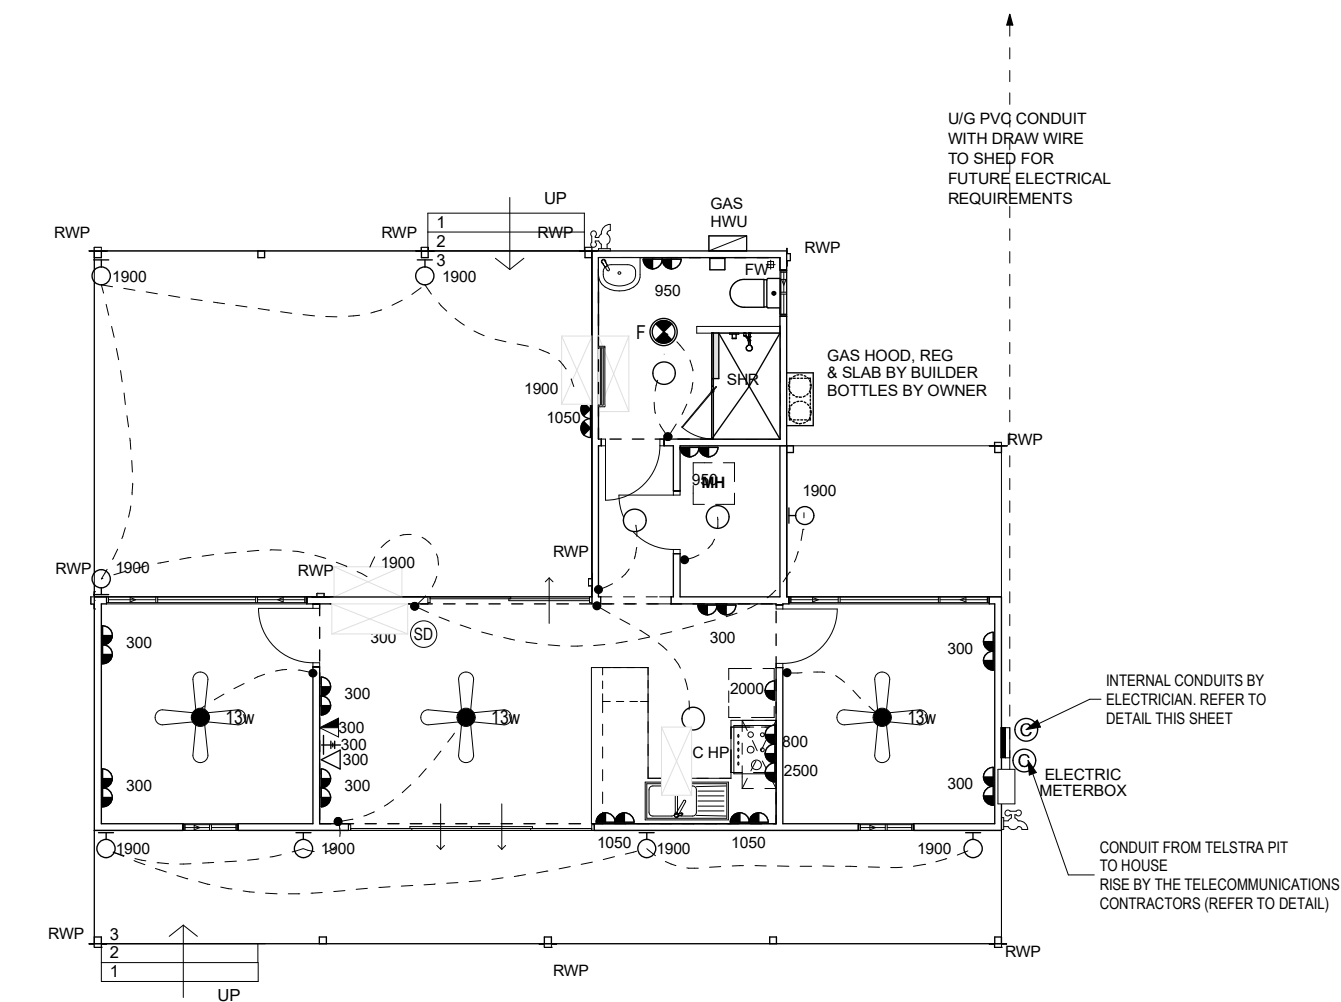 U/G PVC CONDUIT
WITH DRAW WIRE
TO SHED FOR
FUTURE ELECTRICAL
REQUIREMENTS
UP
GAS
HWU
1
2
3
RWP
RWP
RWP
RWP
FW
1900
1900
950
F
SHR
1900
1050
GAS HOOD, REG
& SLAB BY BUILDER
BOTTLES BY OWNER
RWP
950
MH
1900
RWP
RWP
1900
RWP
1900
300
SD
300
300
300
2000
300
13w
13w
13w
300
300
300
300
300
C HP
800
2500
300
300
INTERNAL CONDUITS BY
ELECTRICIAN. REFER TO
DETAIL THIS SHEET
C
C
ELECTRIC
METERBOX
1900
1900
1050
1900
1050
1900
CONDUIT FROM TELSTRA PIT
TO HOUSE
RISE BY THE TELECOMMUNICATIONS
CONTRACTORS (REFER TO DETAIL)
RWP
3
2
1
UP
RWP
RWP